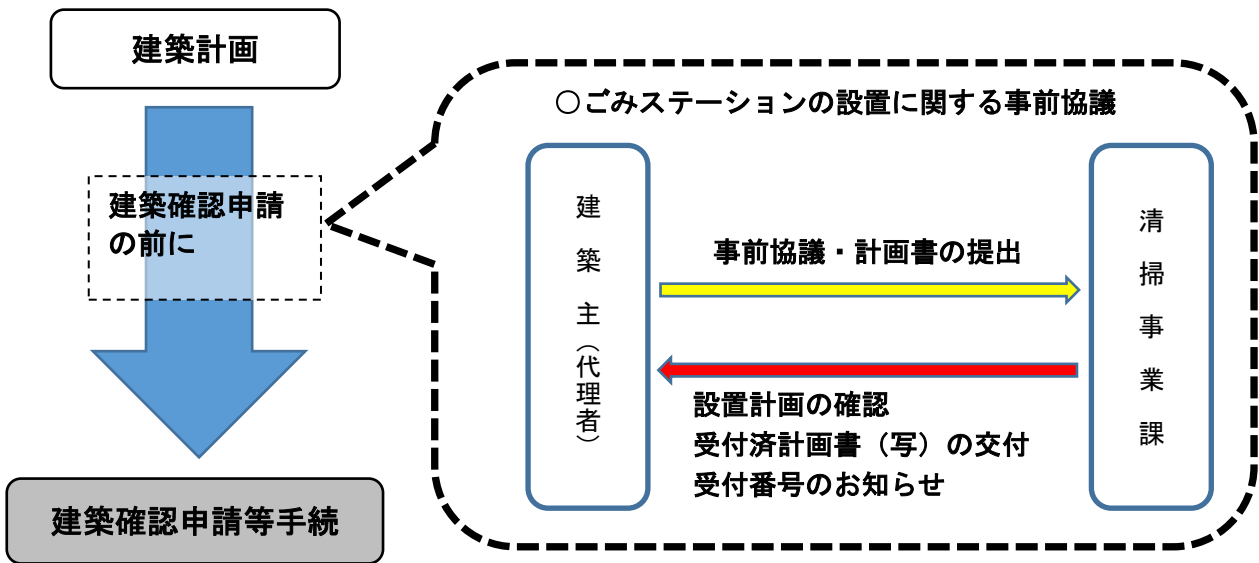 建築計画
建築確認申請
の前に
建築確認申請等手続
○ごみステーションの設置に関する事前協議
建築主（代理者）
事前協議・計画書の提出
設置計画の確認
受付済計画書（写）の交付
受付番号のお知らせ
清掃事業課